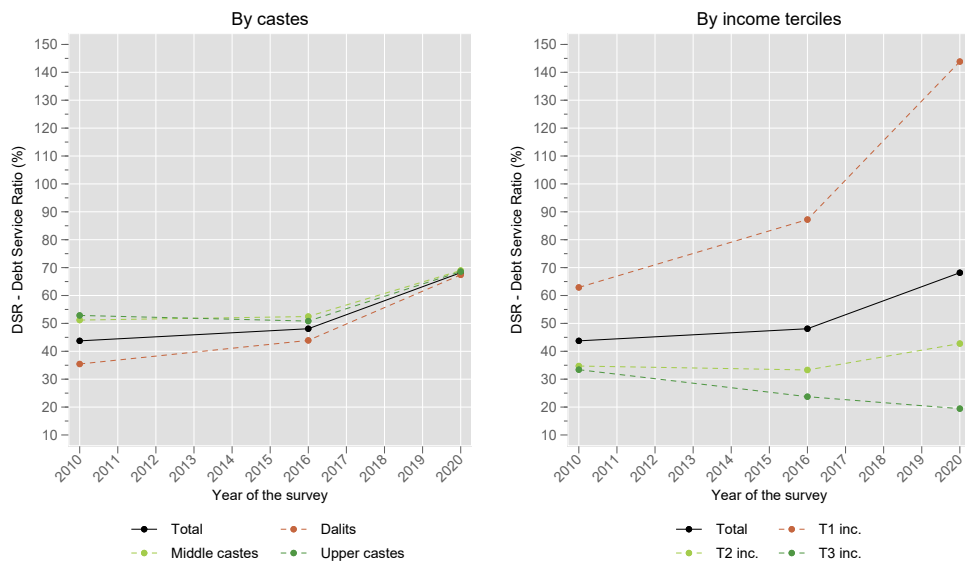 By castes
DSR - Debt Service Ratio (%)
150
140
130
120
110
100
90
80
70
60
50
40
30
20
10
2010 2011 2012 2013 2014 2015 2016 2017 2018 2019 2020
Year of the survey
Total Dalits
Middle castes Upper castes
By income terciles
DSR - Debt Service Ratio (%)
150
140
130
120
110
100
90
80
70
60
50
40
30
20
10
2010 2011 2012 2013 2014 2015 2016 2017 2018 2019 2020
Year of the survey
Total T1 inc.
T2 inc. T3 inc.